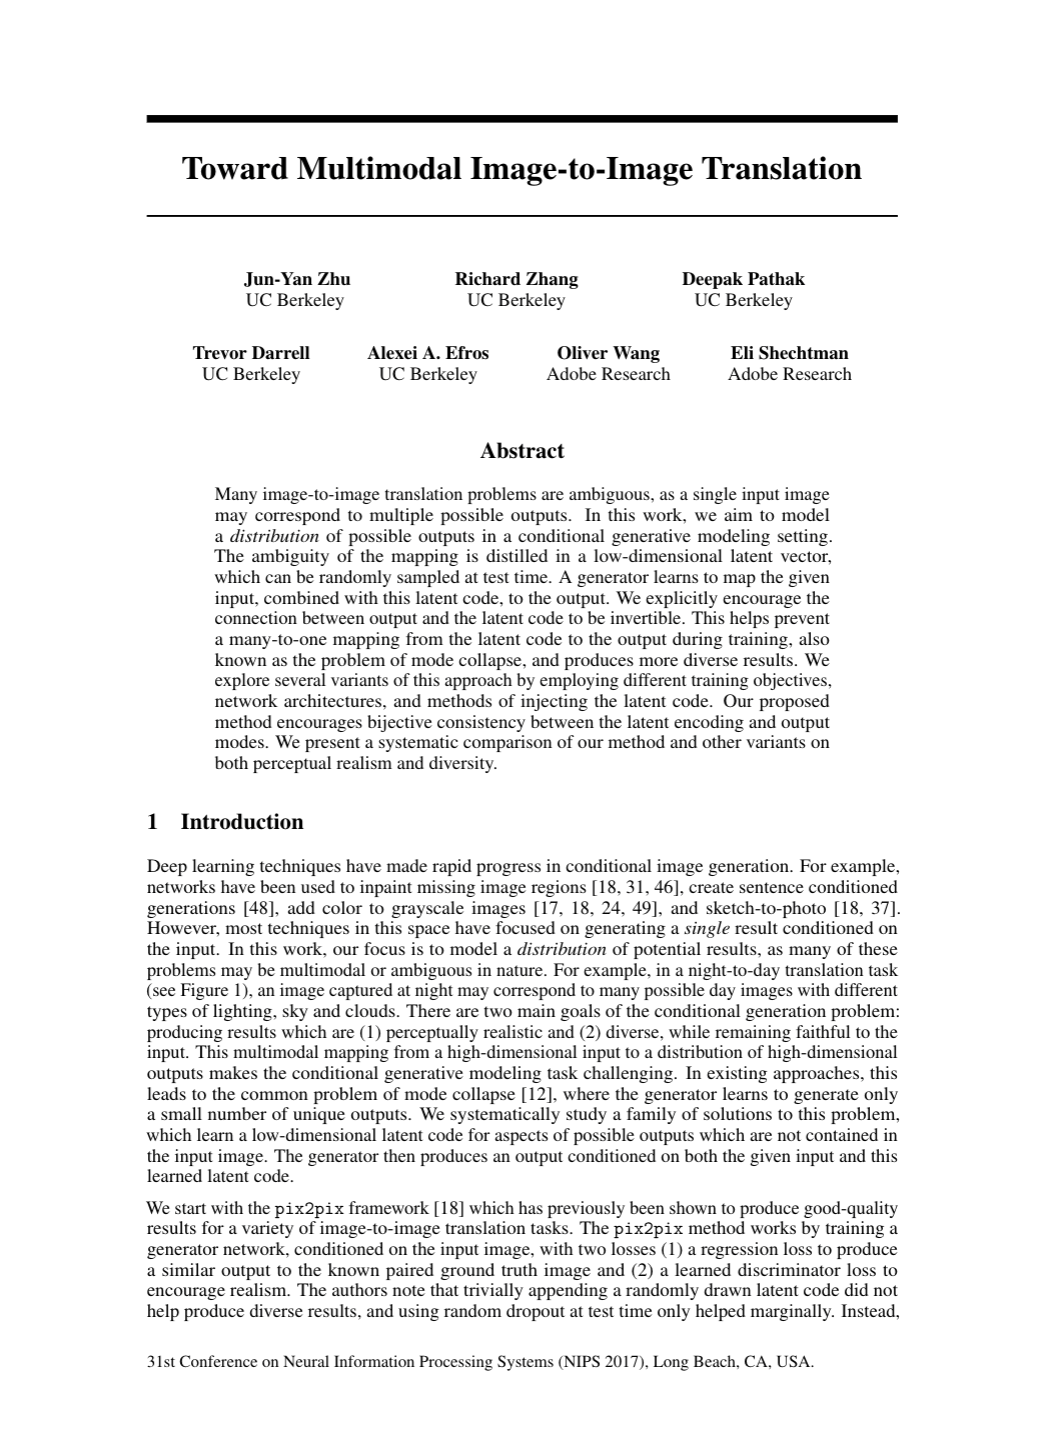 Toward Multimodal Image-to-Image Translation
Jun-Yan Zhu
UC Berkeley
Richard Zhang
UC Berkeley
Deepak Pathak
UC Berkeley
Trevor Darrell
UC Berkeley
Alexei A. Efros
UC Berkeley
Oliver Wang
Adobe Research
Eli Shechtman
Adobe Research
Abstract
Many image-to-image translation problems are ambiguous, as a single input image
may correspond to multiple possible outputs. In this work, we aim to model
a distribution of possible outputs in a conditional generative modeling setting.
The ambiguity of the mapping is distilled in a low-dimensional latent vector,
which can be randomly sampled at test time. A generator learns to map the given
input, combined with this latent code, to the output. We explicitly encourage the
connection between output and the latent code to be invertible. This helps prevent
a many-to-one mapping from the latent code to the output during training, also
known as the problem of mode collapse, and produces more diverse results. We
explore several variants of this approach by employing different training objectives,
network architectures, and methods of injecting the latent code. Our proposed
method encourages bijective consistency between the latent encoding and output
modes. We present a systematic comparison of our method and other variants on
both perceptual realism and diversity.
1 Introduction
Deep learning techniques have made rapid progress in conditional image generation. For example,
networks have been used to inpaint missing image regions [18, 31, 46], create sentence conditioned
generations [48], add color to grayscale images [17, 18, 24, 49], and sketch-to-photo [18, 37].
However, most techniques in this space have focused on generating a single result conditioned on
the input. In this work, our focus is to model a distribution of potential results, as many of these
problems may be multimodal or ambiguous in nature. For example, in a night-to-day translation task
(see Figure 1), an image captured at night may correspond to many possible day images with different
types of lighting, sky and clouds. There are two main goals of the conditional generation problem:
producing results which are (1) perceptually realistic and (2) diverse, while remaining faithful to the
input. This multimodal mapping from a high-dimensional input to a distribution of high-dimensional
outputs makes the conditional generative modeling task challenging. In existing approaches, this
leads to the common problem of mode collapse [12], where the generator learns to generate only
a small number of unique outputs. We systematically study a family of solutions to this problem,
which learn a low-dimensional latent code for aspects of possible outputs which are not contained in
the input image. The generator then produces an output conditioned on both the given input and this
learned latent code.
We start with the pix2pix framework [18] which has previously been shown to produce good-quality
results for a variety of image-to-image translation tasks. The pix2pix method works by training a
generator network, conditioned on the input image, with two losses (1) a regression loss to produce
a similar output to the known paired ground truth image and (2) a learned discriminator loss to
encourage realism. The authors note that trivially appending a randomly drawn latent code did not
help produce diverse results, and using random dropout at test time only helped marginally. Instead,
31st Conference on Neural Information Processing Systems (NIPS 2017), Long Beach, CA, USA.